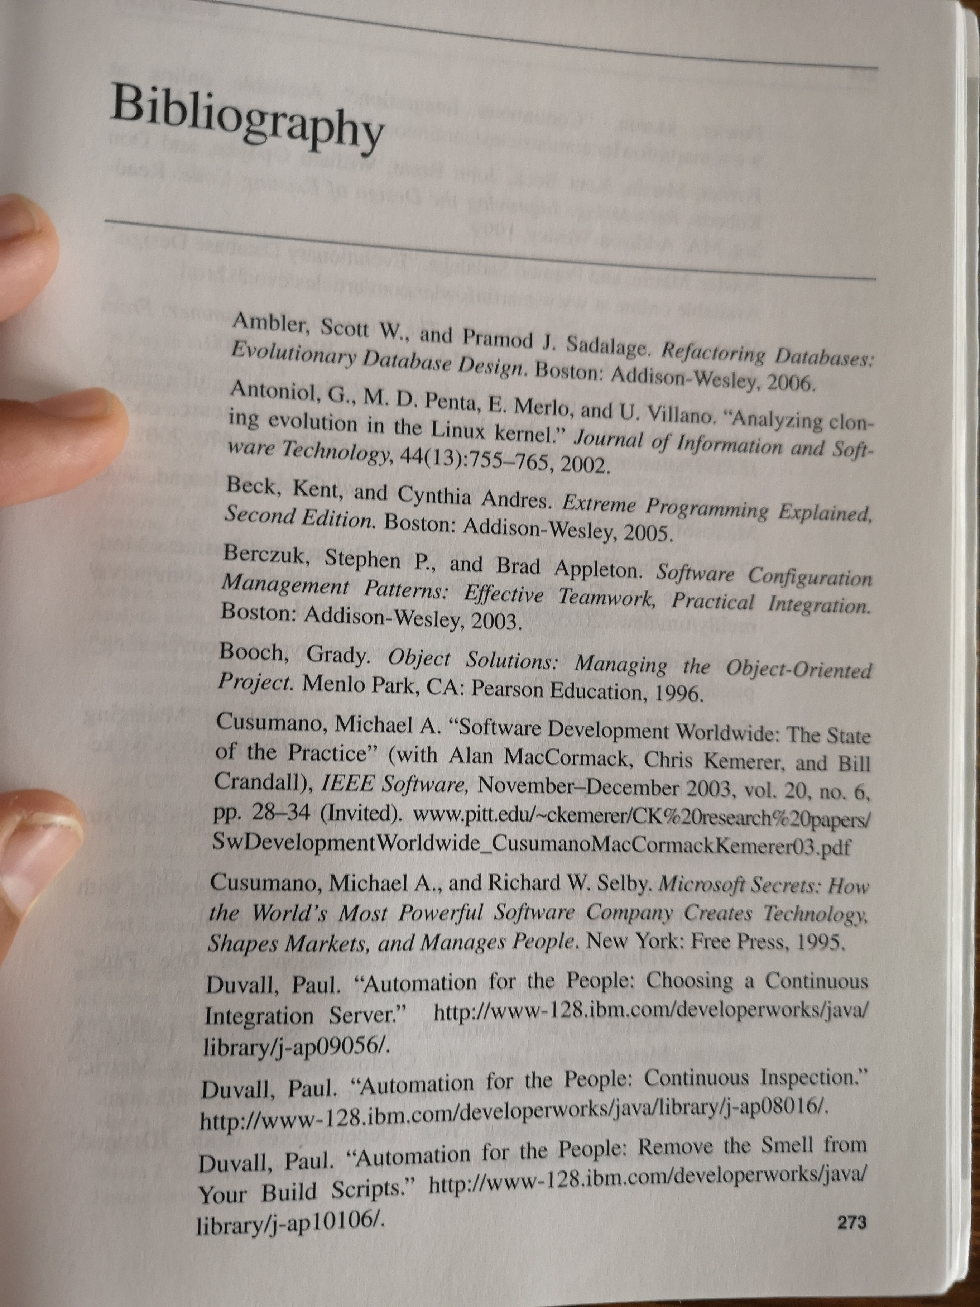 Bibliography
Ambler, Scott W., and Pramod J. Sadalage. Refactoring Databases:
Evolutionary Database Design. Boston: Addison-Wesley, 2006.
Antoniol, G., M. D. Penta, E. Merlo, and U. Villano. “Analyzing clon-
ing evolution in the Linux kernel.” Journal of Information and Soft-
ware Technology, 44(13):755–765, 2002.
Beck, Kent, and Cynthia Andres. Extreme Programming Explained,
Second Edition. Boston: Addison-Wesley, 2005.
Berczuk, Stephen P., and Brad Appleton. Software Configuration
Management Patterns: Effective Teamwork, Practical Integration.
Boston: Addison-Wesley, 2003.
Booch, Grady. Object Solutions: Managing the Object-Oriented
Project. Menlo Park, CA: Pearson Education, 1996.
Cusumano, Michael A. “Software Development Worldwide: The State
of the Practice” (with Alan MacCormack, Chris Kemerer, and Bill
Crandall), IEEE Software, November–December 2003, vol. 20, no. 6,
pp. 28–34 (Invited). www.pitt.edu/~ckemerer/CK%20research%20papers/
SwDevelopmentWorldwide_CusumanoMacCormackKemerer03.pdf
Cusumano, Michael A., and Richard W. Selby. Microsoft Secrets: How
the World’s Most Powerful Software Company Creates Technology,
Shapes Markets, and Manages People. New York: Free Press, 1995.
Duvall, Paul. “Automation for the People: Choosing a Continuous
Integration Server.” http://www-128.ibm.com/developerworks/java/
library/j-ap09056/.
Duvall, Paul. “Automation for the People: Continuous Inspection.”
http://www-128.ibm.com/developerworks/java/library/j-ap08016/.
Duvall, Paul. “Automation for the People: Remove the Smell from
Your Build Scripts.” http://www-128.ibm.com/developerworks/java/
library/j-ap10106/.
273